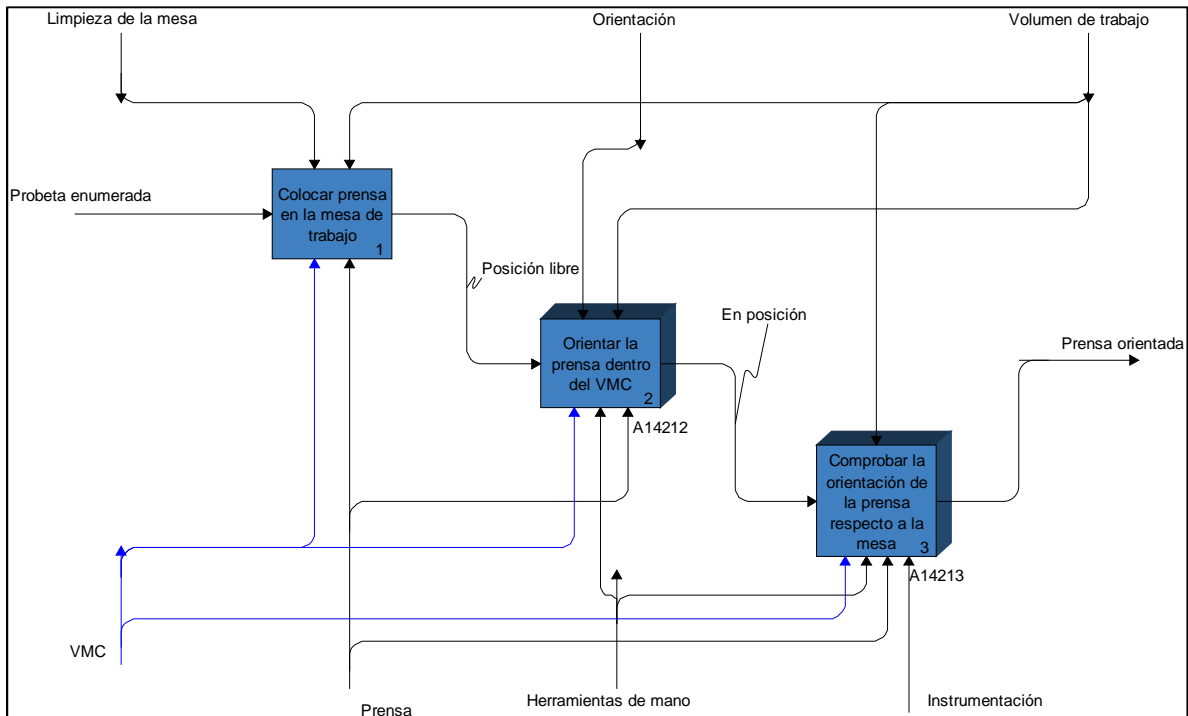 Limpieza de la mesa
Orientación
Volumen de trabajo
Probeta enumerada
Colocar prensa
en la mesa de
trabajo
1
Posición libre
En posición
Orientar la
prensa dentro
del VMC
2
A14212
Prensa orientada
Comprobar la
orientación de
la prensa
respecto a la
mesa
3
A14213
VMC
Prensa
Herramientas de mano
Instrumentación